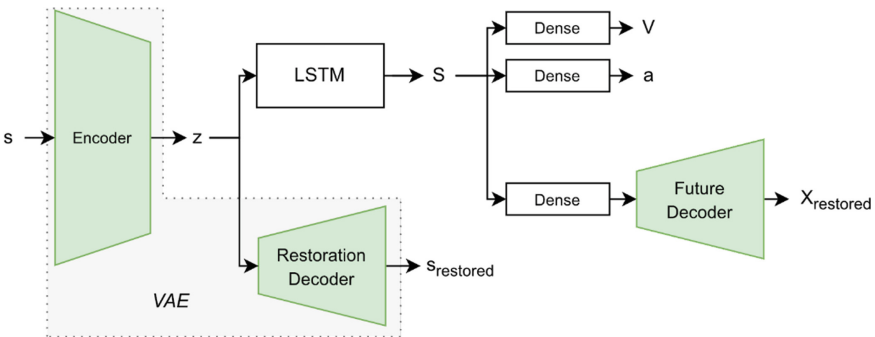 s
Encoder
z
LSTM
S
Dense
V
Dense
a
Dense
Future
Decoder
Xrestored
Restoration
Decoder
srestored
VAE